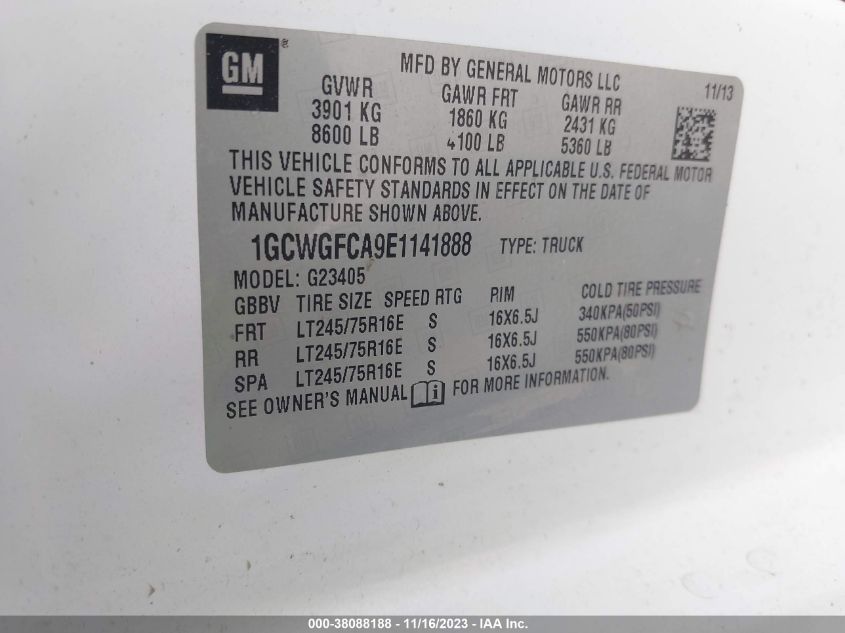 GM ®
MFD BY GENERAL MOTORS LLC
11/13
GVWR GAWR FRT GAWR RR
3901 KG 1860 KG 2431 KG
8600 LB 4100 LB 5360 LB
THIS VEHICLE CONFORMS TO ALL APPLICABLE U.S. FEDERAL MOTOR
VEHICLE SAFETY STANDARDS IN EFFECT ON THE DATE OF
MANUFACTURE SHOWN ABOVE.
1GCWGFCA9E1141888 TYPE: TRUCK
MODEL: G23405
GBBV TIRE SIZE SPEED RTG RIM COLD TIRE PRESSURE
FRT LT245/75R16E S 16X6.5J 340KPA(50PSI)
RR LT245/75R16E S 16X6.5J 550KPA(80PSI)
SPA LT245/75R16E S 16X6.5J 550KPA(80PSI)
SEE OWNER'S MANUAL i FOR MORE INFORMATION.
000-38088188 - 11/16/2023 - IAA Inc.